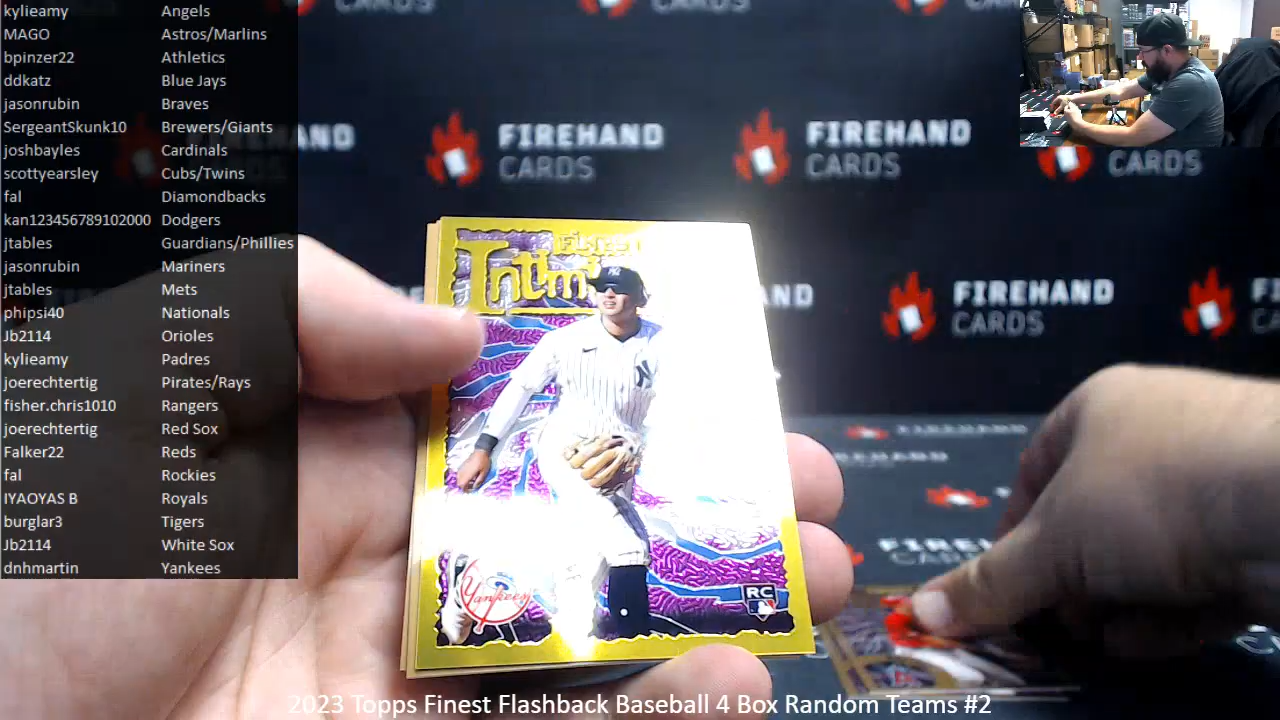 kylieamy Angels
MAGO Astros/Marlins
bpinzer22 Athletics
ddkatz Blue Jays
jasonrubin Braves
SergeantSkunk10 Brewers/Giants
joshbayles Cardinals
scottyearsley Cubs/Twins
fal Diamondbacks
kan123456789102000 Dodgers
jtables Guardians/Phillies
jasonrubin Mariners
jtables Mets
phipsi40 Nationals
Jb2114 Orioles
kylieamy Padres
joerechtertig Pirates/Rays
fisher.chris1010 Rangers
joerechtertig Red Sox
Falker22 Reds
fal Rockies
IYAOYAS B Royals
burglar3 Tigers
Jb2114 White Sox
dnhmartin Yankees
CARDS
CARDS
FIREHAND
CARDS
FIREHAND
CARDS
CARDS
FIREHAND
CARDS
FINEST
NY
Yankees
RC
2023 Topps Finest Flashback Baseball 4 Box Random Teams #2